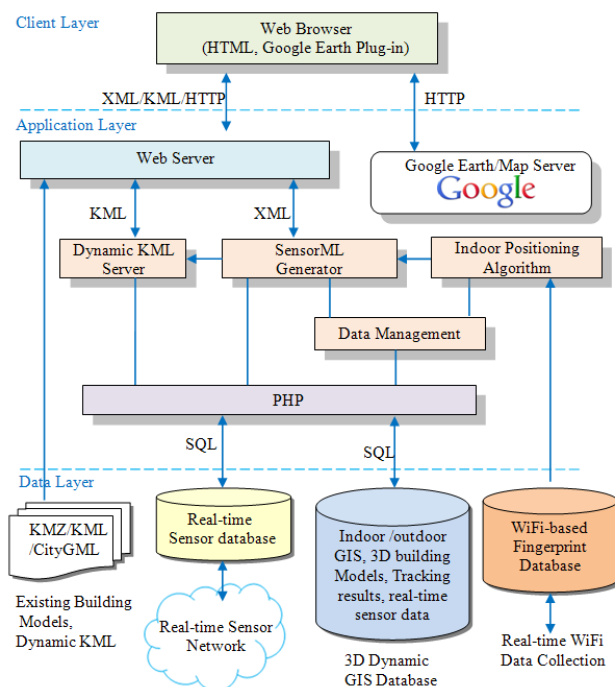 Client Layer
Web Browser
(HTML, Google Earth Plug-in)
XML/KML/HTTP
HTTP
Application Layer
Web Server
Google Earth/Map Server
Google
KML
XML
Dynamic KML
Server
SensorML
Generator
Indoor Positioning
Algorithm
Data Management
PHP
SQL
SQL
Data Layer
KMZ/KML
/CityGML
Real-time
Sensor database
Indoor /outdoor
GIS, 3D building
Models, Tracking
results, real-time
sensor data
WiFi-based
Fingerprint
Database
Existing Building
Models,
Dynamic KML
Real-time Sensor
Network
3D Dynamic
GIS Database
Real-time WiFi
Data Collection